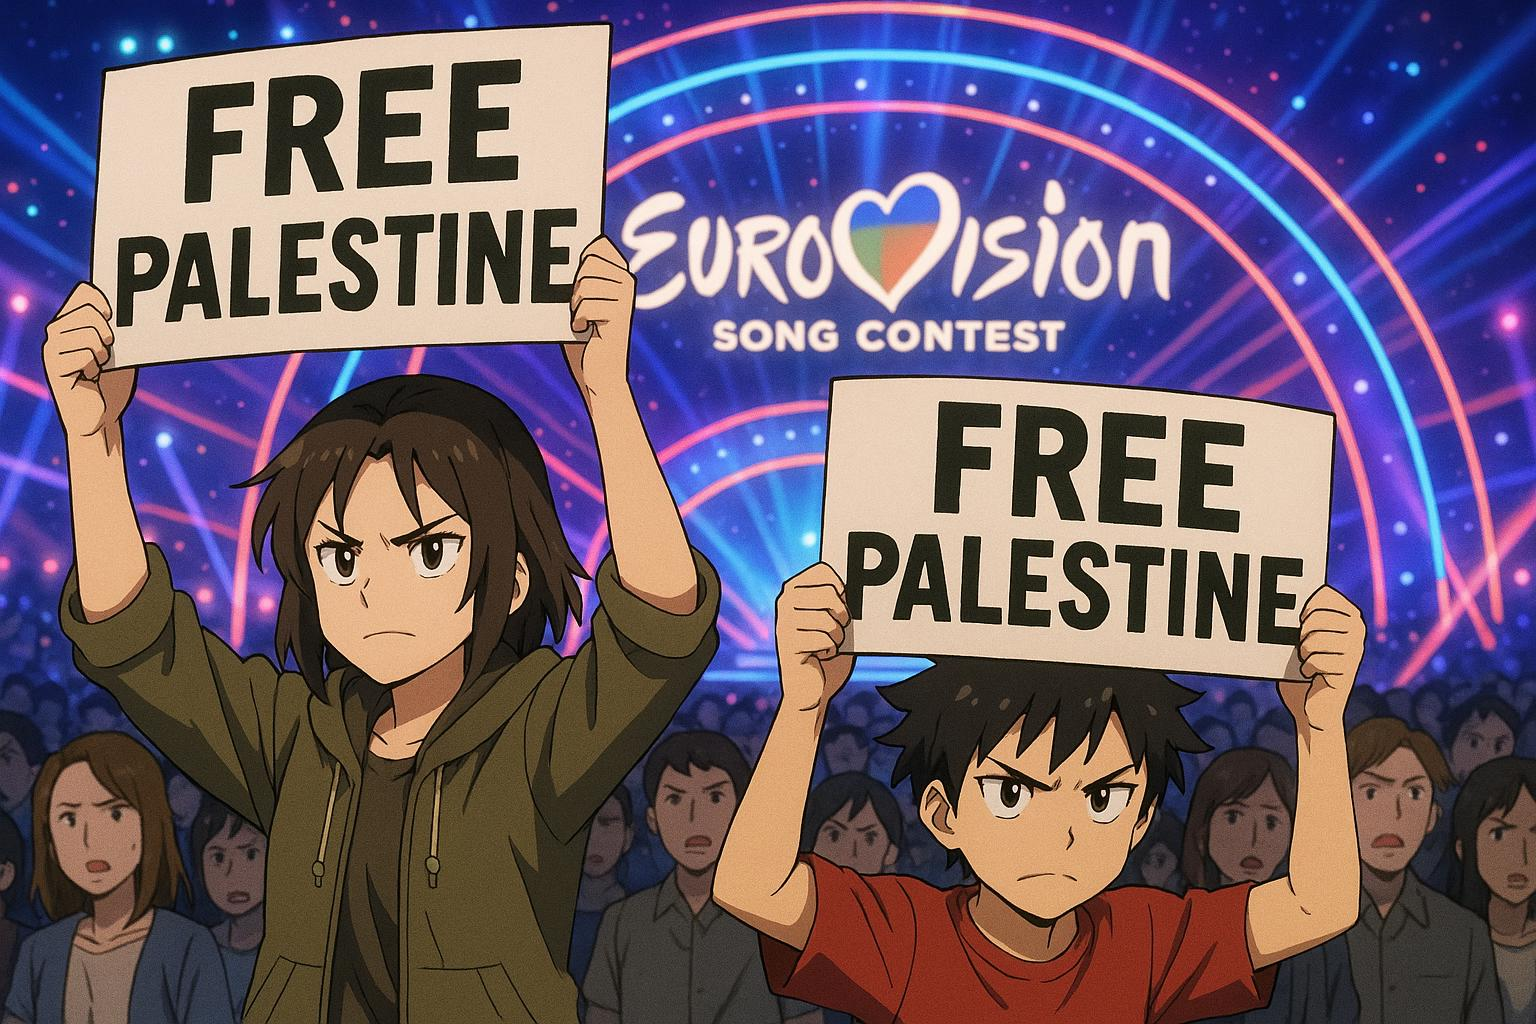 FREE
PALESTINE
EUROVISION
SONG CONTEST
FREE
PALESTINE